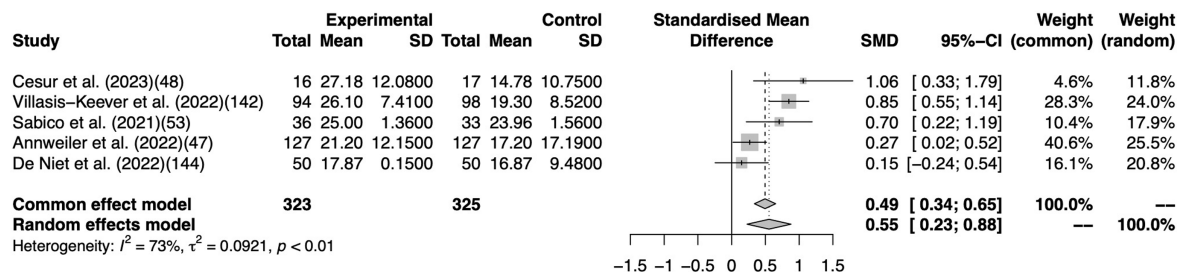 Experimental Control Standardised Mean Weight Weight
Study Total Mean SD Total Mean SD Difference SMD 95%−CI (common) (random)
Cesur et al. (2023)(48) 16 27.18 12.0800 17 14.78 10.7500 1.06 [ 0.33; 1.79] 4.6% 11.8%
Villasis−Keever et al. (2022)(142) 94 26.10 7.4100 98 19.30 8.5200 0.85 [ 0.55; 1.14] 28.3% 24.0%
Sabico et al. (2021)(53) 36 25.00 1.3600 33 23.96 1.5600 0.70 [ 0.22; 1.19] 10.4% 17.9%
Annweiler et al. (2022)(47) 127 21.20 12.1500 127 17.20 17.1900 0.27 [ 0.02; 0.52] 40.6% 25.5%
De Niet et al. (2022)(144) 50 17.87 0.1500 50 16.87 9.4800 0.15 [−0.24; 0.54] 16.1% 20.8%
Common effect model 323 325 0.49 [ 0.34; 0.65] 100.0% −−
Random effects model 0.55 [ 0.23; 0.88] −− 100.0%
Heterogeneity: I² = 73%, τ² = 0.0921, p < 0.01
−1.5 −1 −0.5 0 0.5 1 1.5